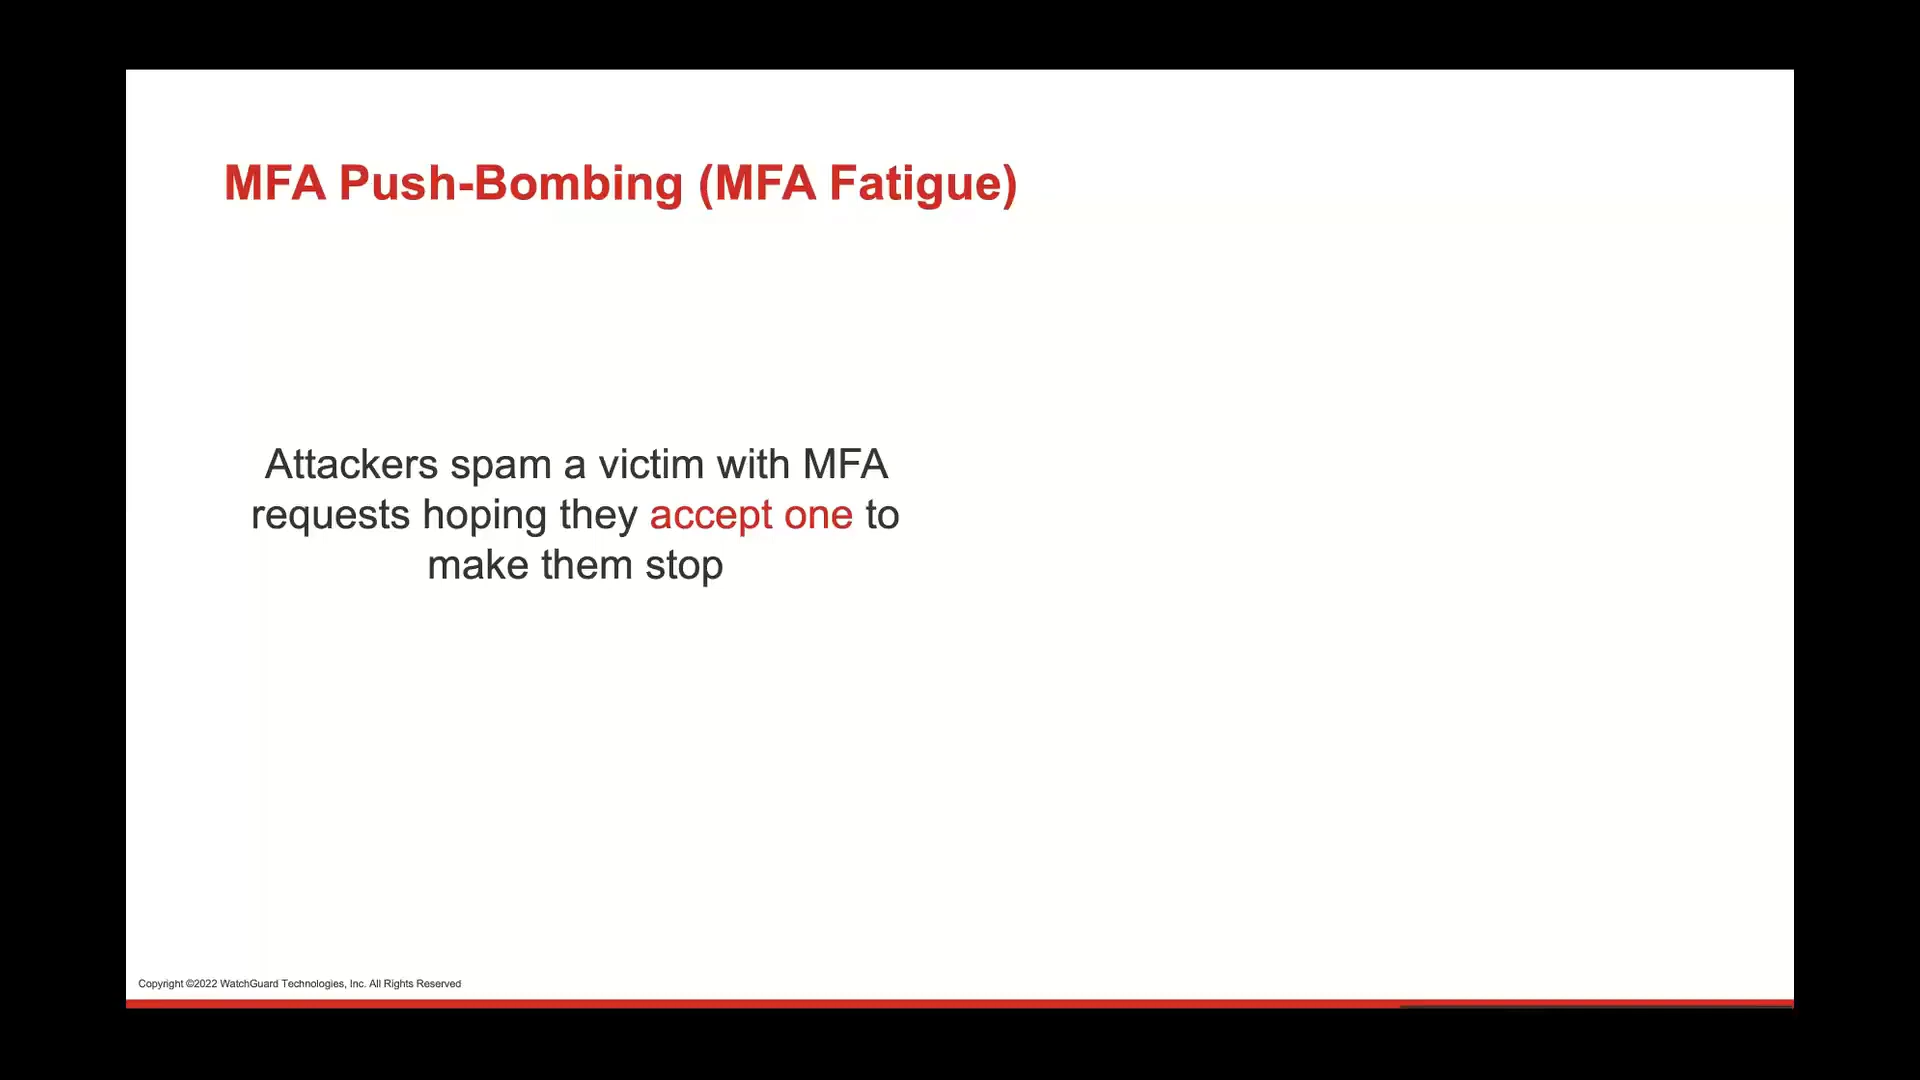 MFA Push-Bombing (MFA Fatigue)
Attackers spam a victim with MFA
requests hoping they accept one to
make them stop
Copyright ©2022 WatchGuard Technologies, Inc. All Rights Reserved